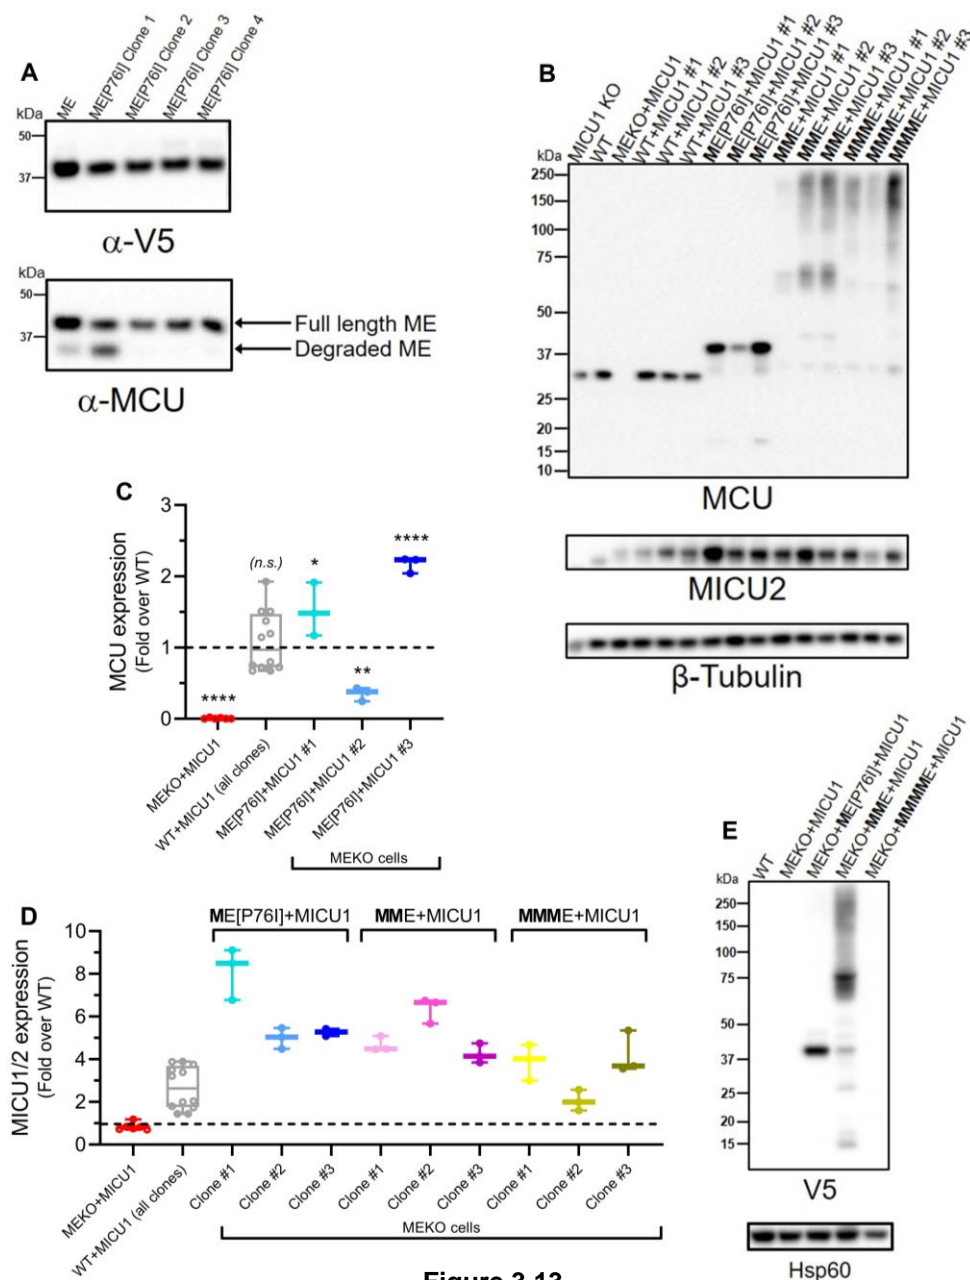 A
ME
ME[P76I] Clone 1
ME[P76I] Clone 2
ME[P76I] Clone 3
ME[P76I] Clone 4
kDa
50
37
α-V5
kDa
50
37
Full length ME
Degraded ME
α-MCU
B
MICU1 KO
WT
MEKO+MICU1
WT+MICU1 #1
WT+MICU1 #2
WT+MICU1 #3
ME[P76I]+MICU1 #1
ME[P76I]+MICU1 #2
ME[P76I]+MICU1 #3
MME+MICU1 #1
MME+MICU1 #2
MME+MICU1 #3
MMME+MICU1 #1
MMME+MICU1 #2
MMME+MICU1 #3
kDa
250
150
100
75
50
37
25
20
15
10
MCU
MICU2
β-Tubulin
C
MCU expression
(Fold over WT)
3
2
1
0
****
(n.s.)
*
**
****
MEKO+MICU1
WT+MICU1 (all clones)
ME[P76I]+MICU1 #1
ME[P76I]+MICU1 #2
ME[P76I]+MICU1 #3
MEKO cells
D
ME[P76I]+MICU1
MME+MICU1
MMME+MICU1
MICU1/2 expression
(Fold over WT)
10
8
6
4
2
0
MEKO+MICU1
WT+MICU1 (all clones)
Clone #1
Clone #2
Clone #3
Clone #1
Clone #2
Clone #3
Clone #1
Clone #2
Clone #3
MEKO cells
E
WT
MEKO+MICU1
MEKO+ME[P76I]+MICU1
MEKO+MME+MICU1
MEKO+MMMME+MICU1
kDa
250
150
75
50
37
25
20
15
V5
Hsp60